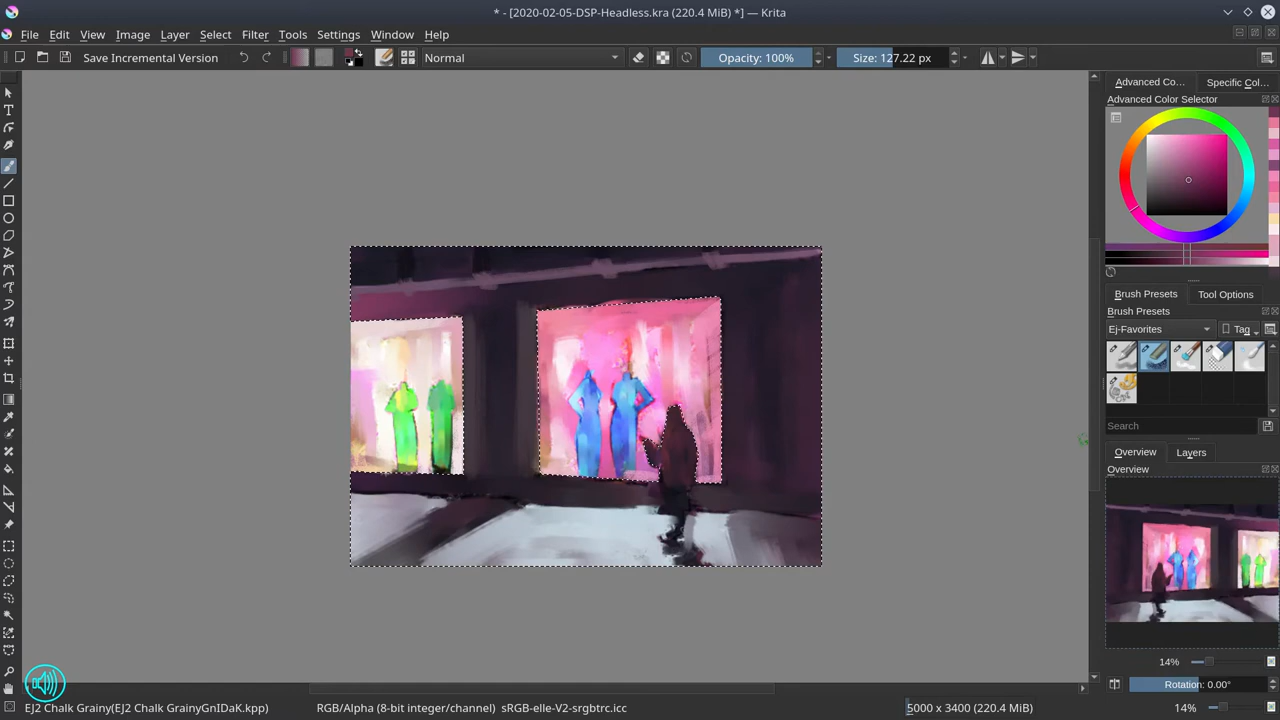 * - [2020-02-05-DSP-Headless.kra (220.4 MiB) *] — Krita
File Edit View Image Layer Select Filter Tools Settings Window Help
Save Incremental Version Normal Opacity: 100% Size: 127.22 px
Advanced Co... Specific Col...
Advanced Color Selector
Brush Presets Tool Options
Brush Presets
Ej-Favorites Tag
Search
Overview Layers
Overview
14%
Rotation: 0.00°
EJ2 Chalk Grainy(EJ2 Chalk GrainyGnIDaK.kpp) RGB/Alpha (8-bit integer/channel) sRGB-elle-V2-srgbtrc.icc 5000 x 3400 (220.4 MiB) 14%